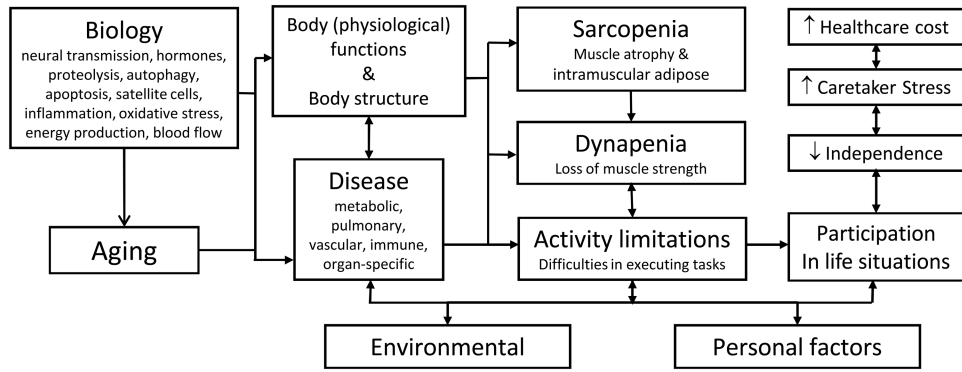 Biology
neural transmission, hormones,
proteolysis, autophagy,
apoptosis, satellite cells,
inflammation, oxidative stress,
energy production, blood flow
Aging
Body (physiological)
functions
&
Body structure
Disease
metabolic,
pulmonary,
vascular, immune,
organ-specific
Sarcopenia
Muscle atrophy &
intramuscular adipose
Dynapenia
Loss of muscle strength
Activity limitations
Difficulties in executing tasks
↑ Healthcare cost
↑ Caretaker Stress
↓ Independence
Participation
In life situations
Environmental
Personal factors